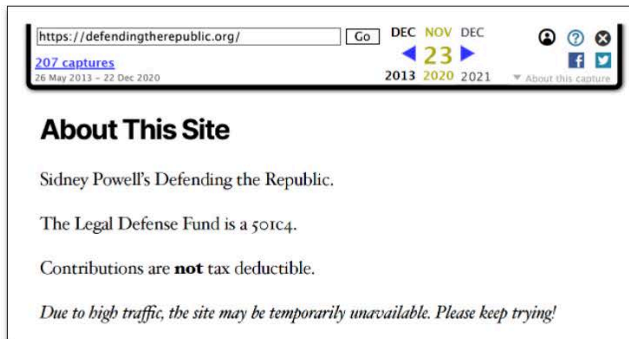 https://defendingtherepublic.org/ Go DEC NOV DEC
207 captures 23
26 May 2013 – 22 Dec 2020 2013 2020 2021 ▼ About this capture
About This Site
Sidney Powell's Defending the Republic.
The Legal Defense Fund is a 501C4.
Contributions are not tax deductible.
Due to high traffic, the site may be temporarily unavailable. Please keep trying!